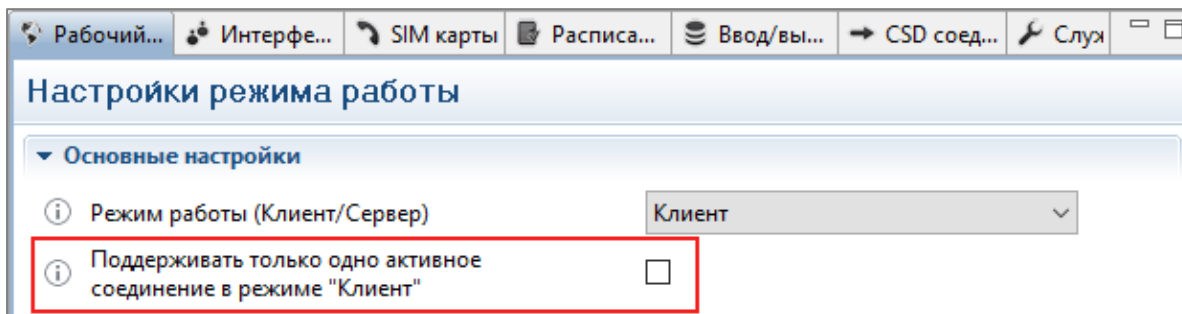 Рабочий... Интерфе... SIM карты Расписа... Ввод/вы... CSD соед... Служ
Настройки режима работы
Основные настройки
Режим работы (Клиент/Сервер) Клиент
Поддерживать только одно активное
соединение в режиме "Клиент"